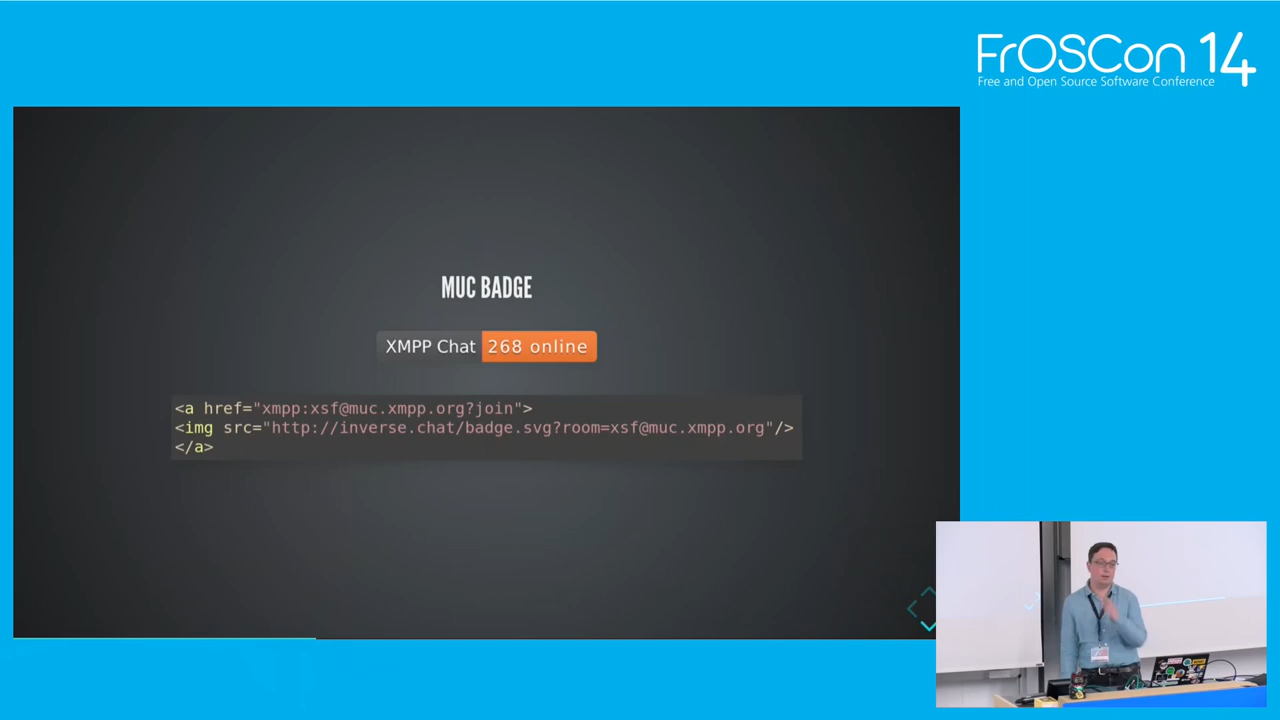 FrOSCon 14
Free and Open Source Software Conference
MUC BADGE
XMPP Chat 268 online
<a href="xmpp:xsf@muc.xmpp.org?join">
<img src="http://inverse.chat/badge.svg?room=xsf@muc.xmpp.org"/>
</a>